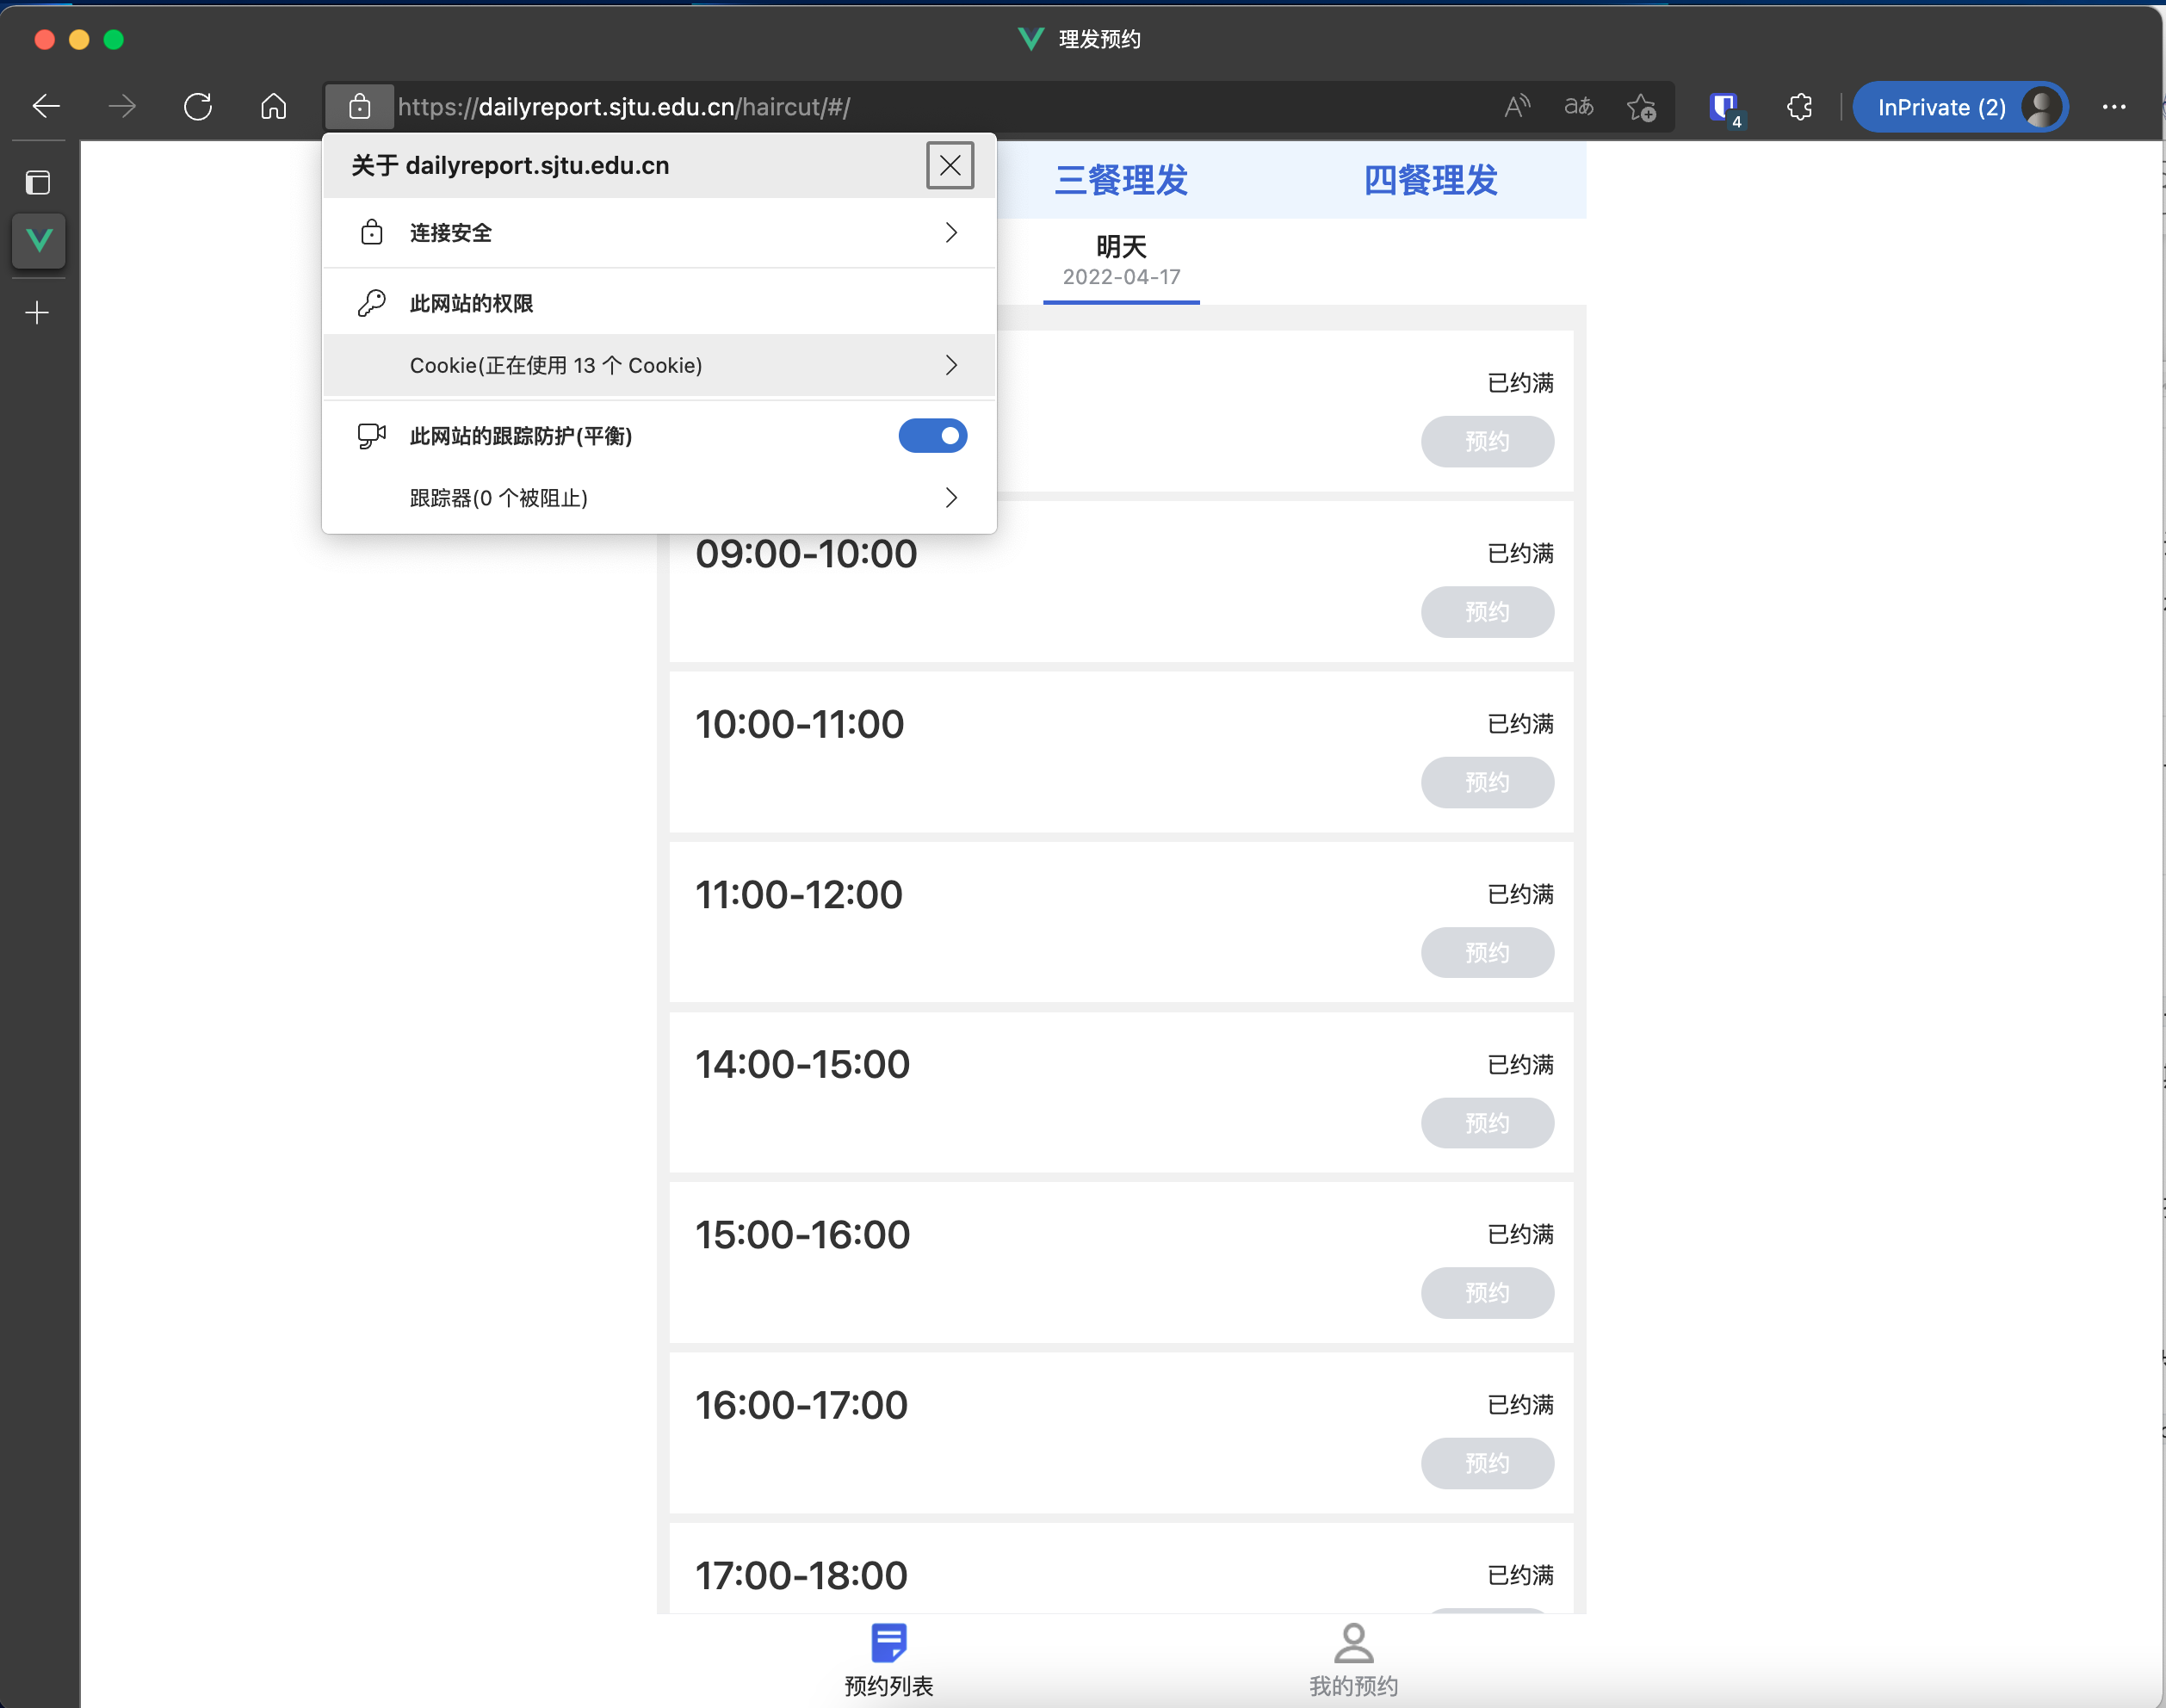 理发预约
https://dailyreport.sjtu.edu.cn/haircut/#/
aあ
4
InPrivate (2)
关于 dailyreport.sjtu.edu.cn
连接安全
此网站的权限
Cookie(正在使用 13 个 Cookie)
此网站的跟踪防护(平衡)
跟踪器(0 个被阻止)
三餐理发
四餐理发
明天
2022-04-17
已约满
预约
09:00-10:00
已约满
预约
10:00-11:00
已约满
预约
11:00-12:00
已约满
预约
14:00-15:00
已约满
预约
15:00-16:00
已约满
预约
16:00-17:00
已约满
预约
17:00-18:00
已约满
预约列表
我的预约